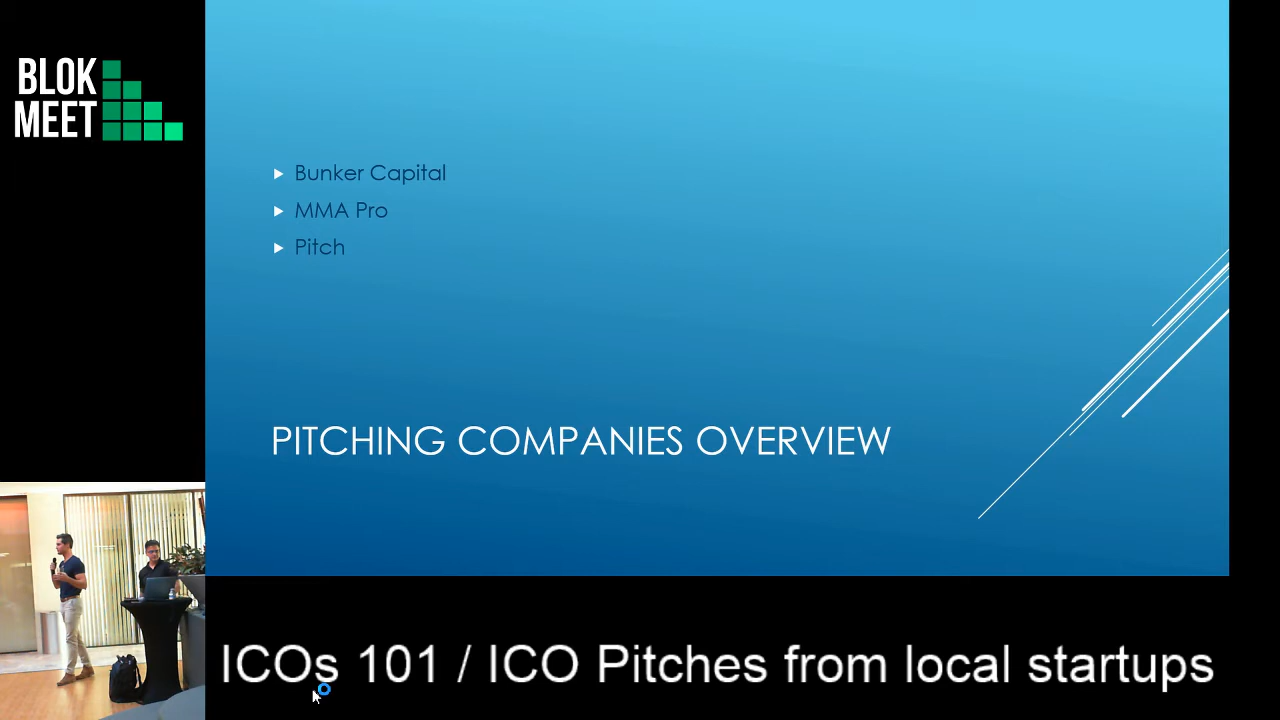 BLOK
MEET
Bunker Capital
MMA Pro
Pitch
PITCHING COMPANIES OVERVIEW
ICOs 101 / ICO Pitches from local startups